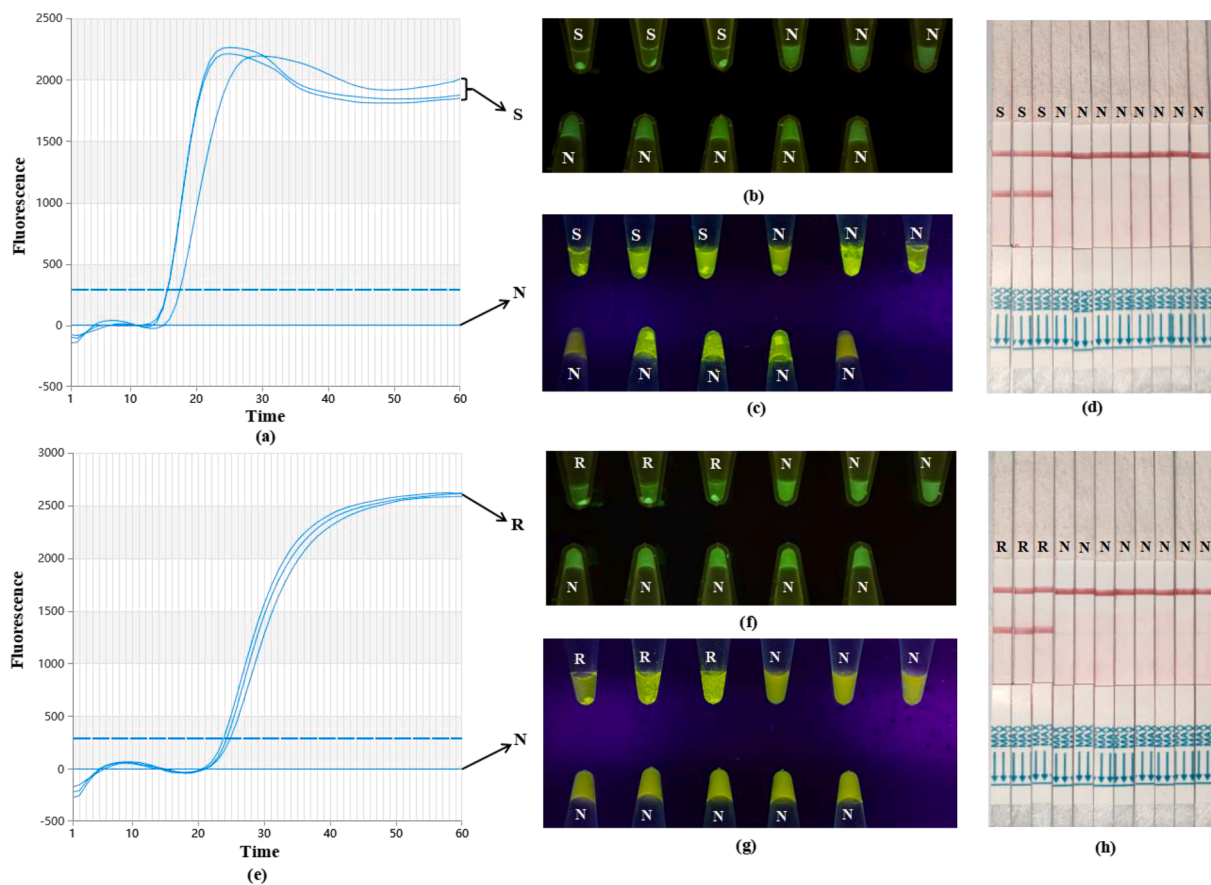 2500
2000
1500
1000
500
0
-500
Fluorescence
1 10 20 30 40 50 60
Time
(a)
S
N
S S S N N N
N N N N N
(b)
S S S N N N
N N N N N
(c)
S S S N N N N N N N N
(d)
3000
2500
2000
1500
1000
500
0
-500
Fluorescence
1 10 20 30 40 50 60
Time
(e)
R
N
R R R N N N
N N N N N
(f)
R R R N N N
N N N N N
(g)
R R R N N N N N N N N
(h)